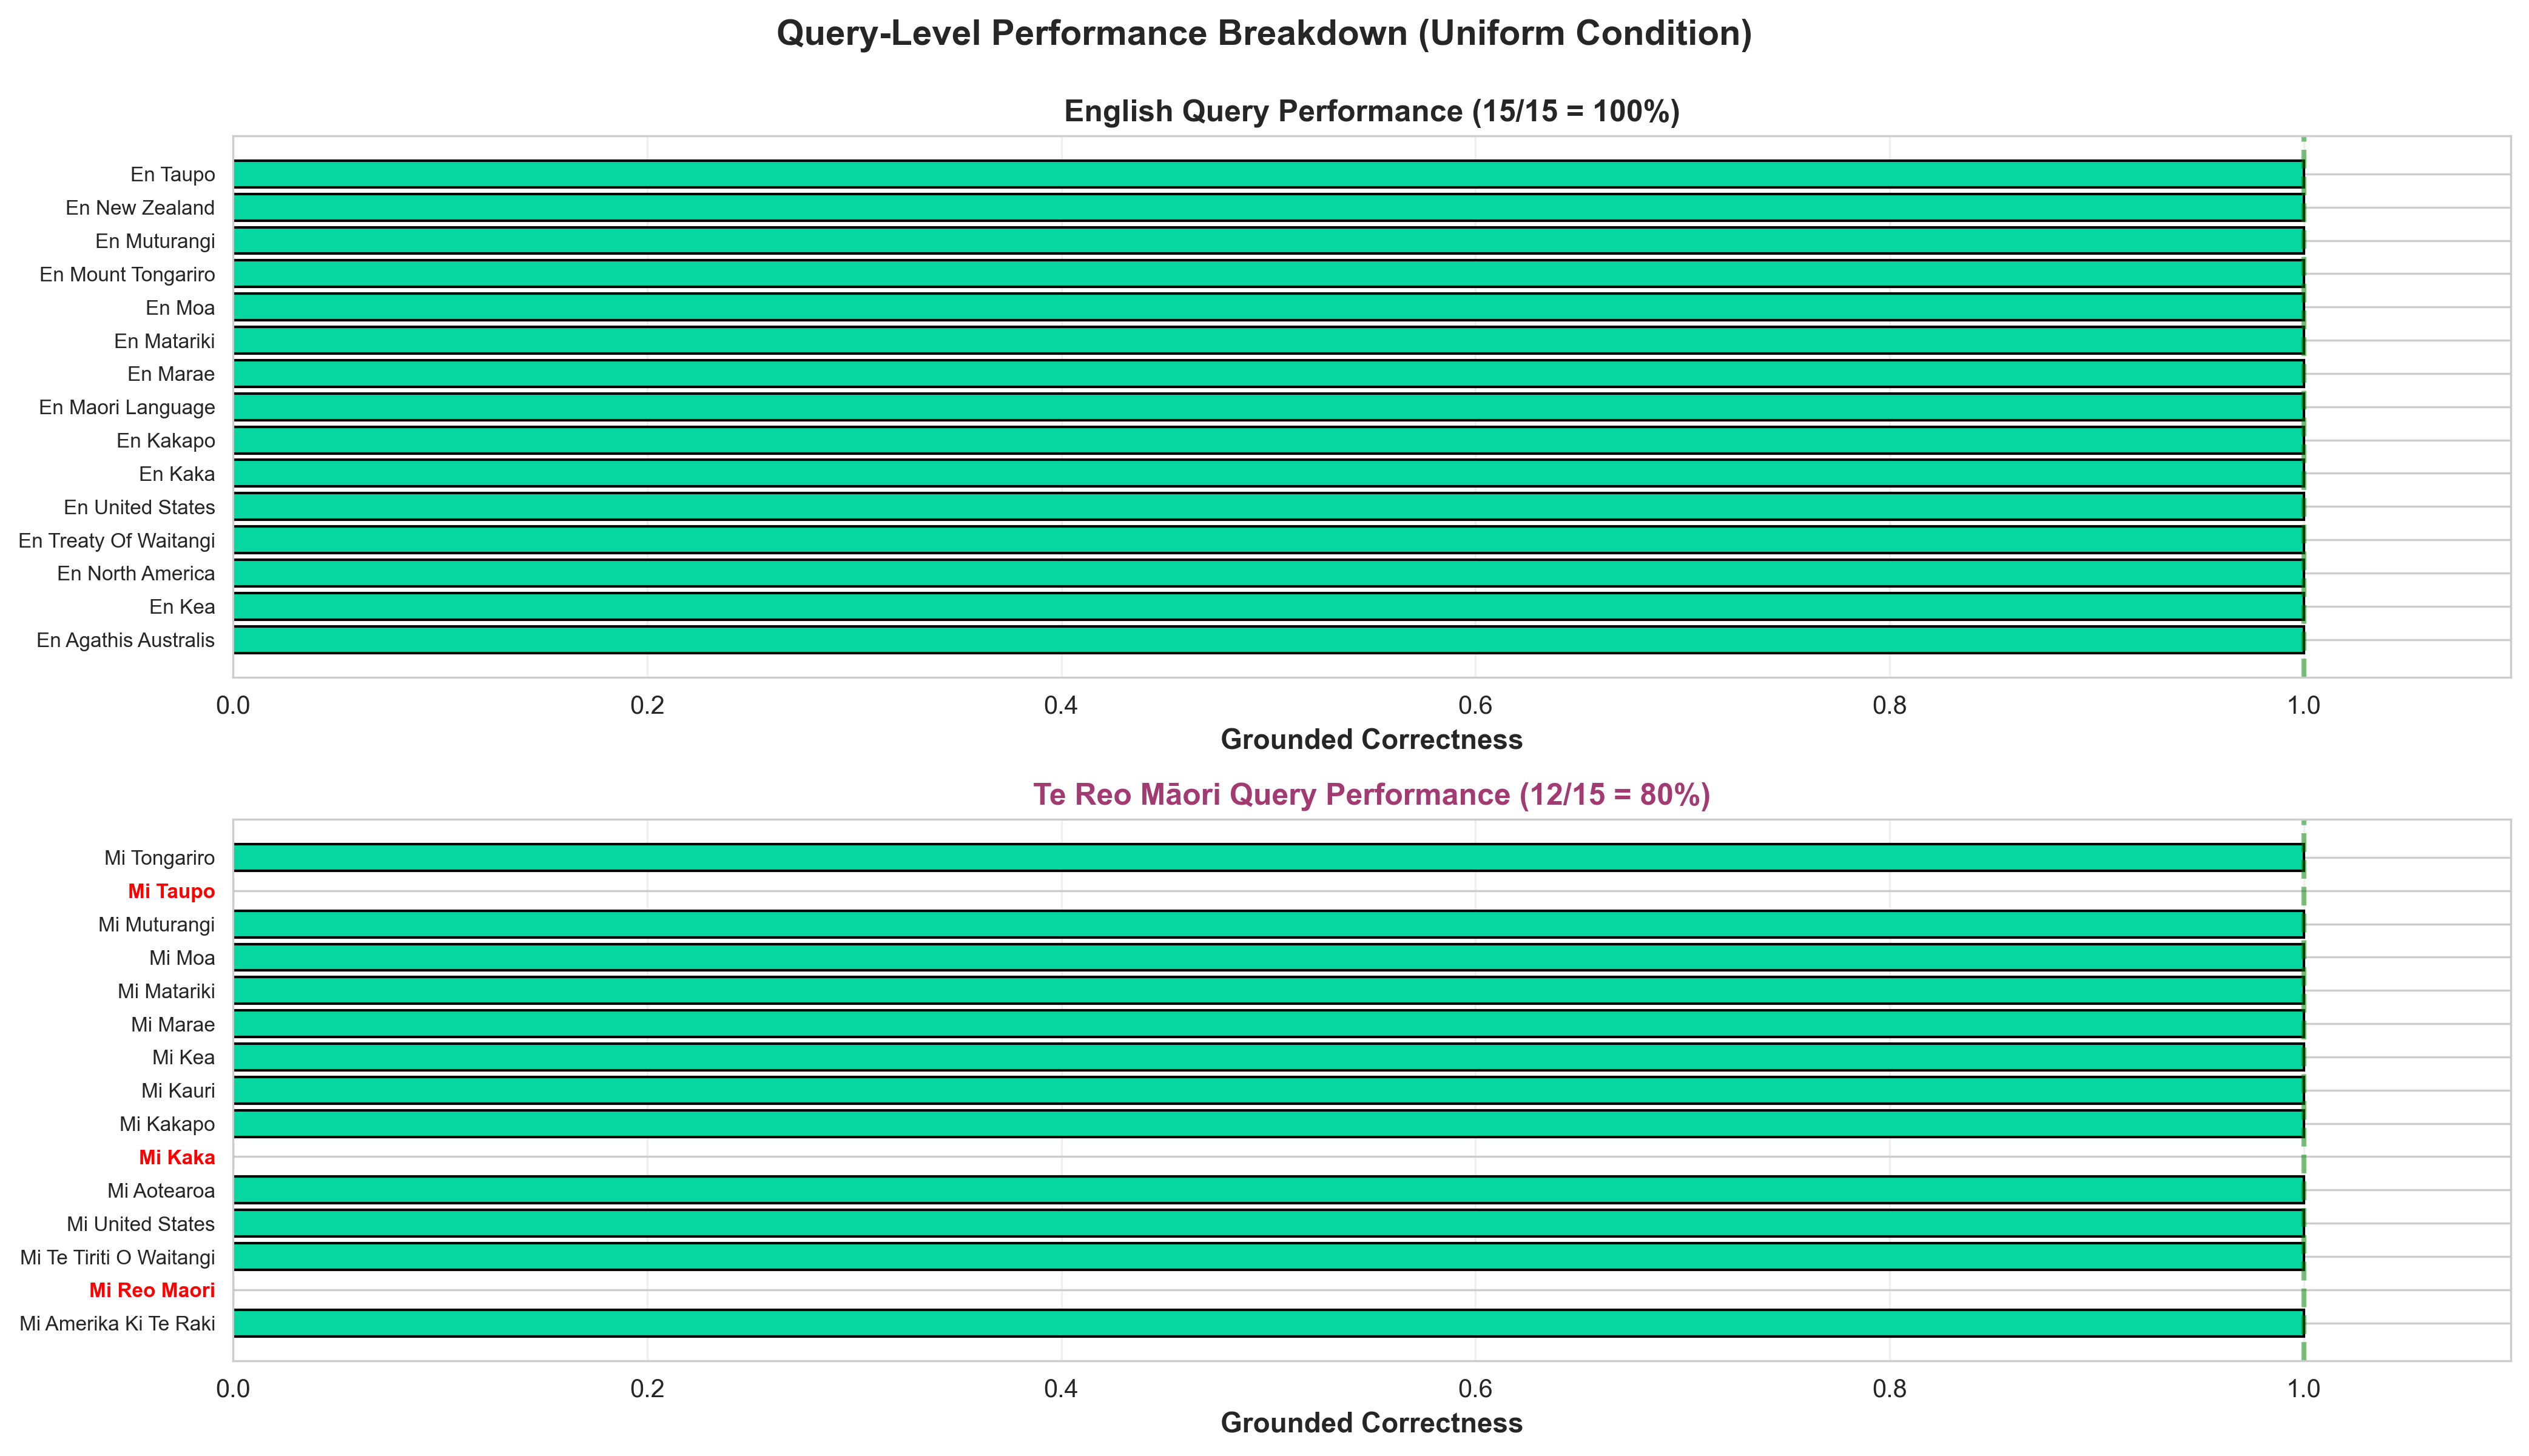 Query-Level Performance Breakdown (Uniform Condition)
English Query Performance (15/15 = 100%)
En Taupo
En New Zealand
En Muturangi
En Mount Tongariro
En Moa
En Matariki
En Marae
En Maori Language
En Kakapo
En Kaka
En United States
En Treaty Of Waitangi
En North America
En Kea
En Agathis Australis
0.0 0.2 0.4 0.6 0.8 1.0
Grounded Correctness
Te Reo Māori Query Performance (12/15 = 80%)
Mi Tongariro
Mi Taupo
Mi Muturangi
Mi Moa
Mi Matariki
Mi Marae
Mi Kea
Mi Kauri
Mi Kakapo
Mi Kaka
Mi Aotearoa
Mi United States
Mi Te Tiriti O Waitangi
Mi Reo Maori
Mi Amerika Ki Te Raki
0.0 0.2 0.4 0.6 0.8 1.0
Grounded Correctness